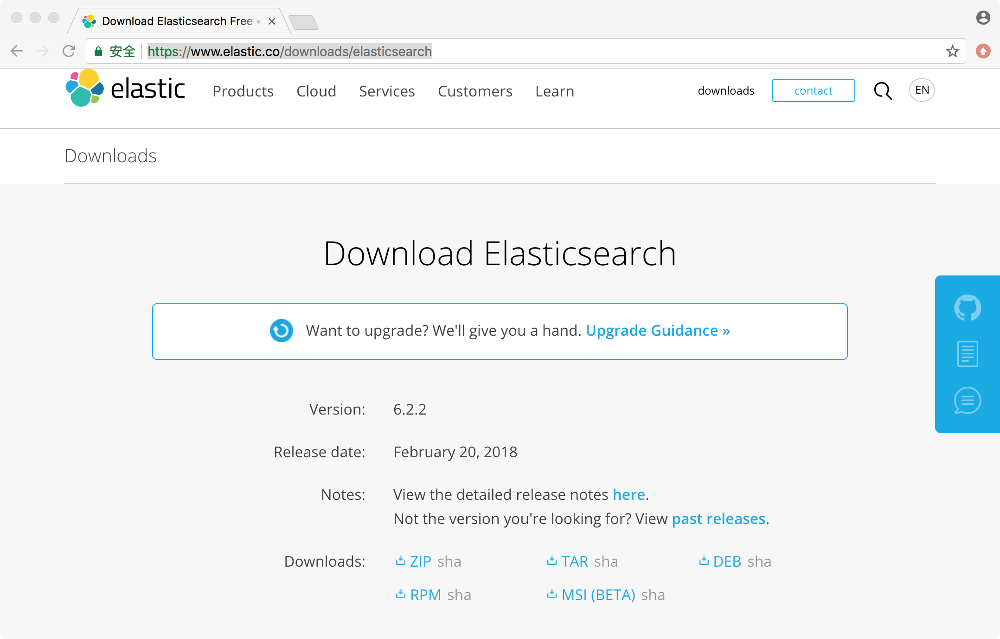 Download Elasticsearch Free
安全 https://www.elastic.co/downloads/elasticsearch
elastic Products Cloud Services Customers Learn downloads contact EN
Downloads
Download Elasticsearch
Want to upgrade? We'll give you a hand. Upgrade Guidance »
Version: 6.2.2
Release date: February 20, 2018
Notes: View the detailed release notes here.
Not the version you're looking for? View past releases.
Downloads: ZIP sha TAR sha DEB sha
RPM sha MSI (BETA) sha